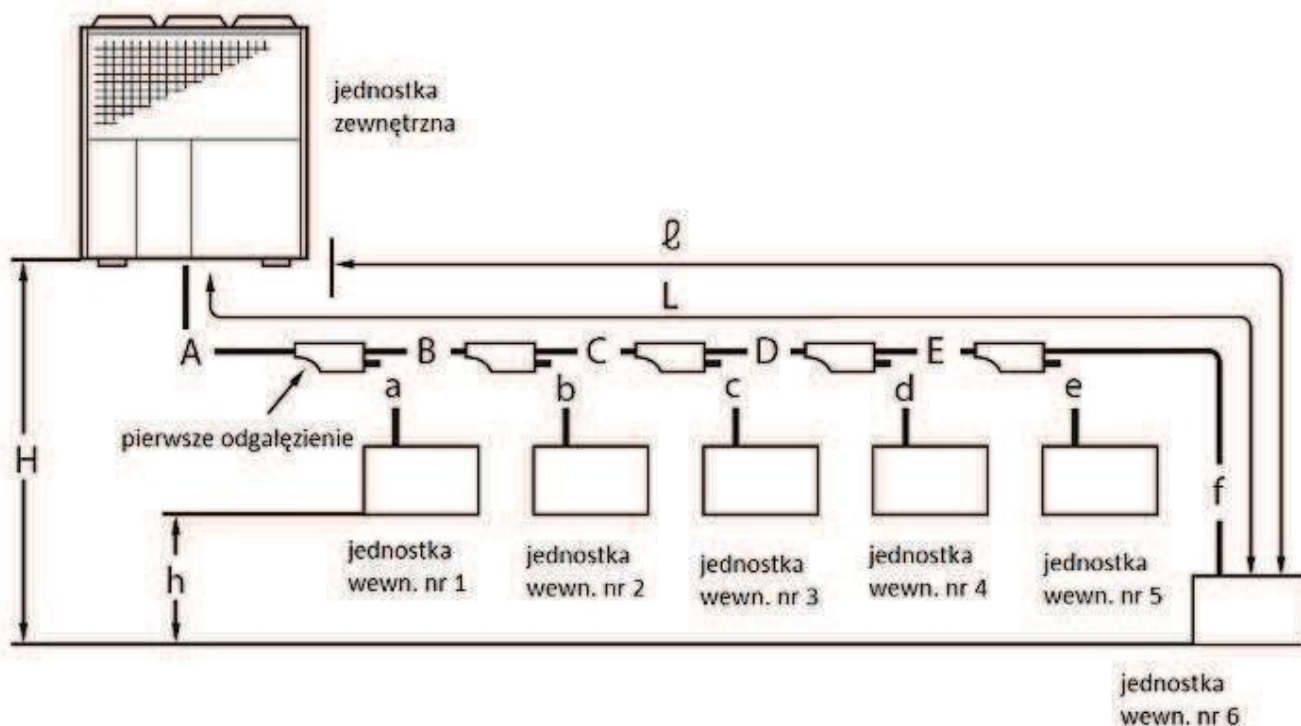 jednostka
zewnętrzna
ℓ
L
A
B
C
D
E
a
b
c
d
e
pierwsze odgałęzienie
H
f
h
jednostka
wewn. nr 1
jednostka
wewn. nr 2
jednostka
wewn. nr 3
jednostka
wewn. nr 4
jednostka
wewn. nr 5
jednostka
wewn. nr 6